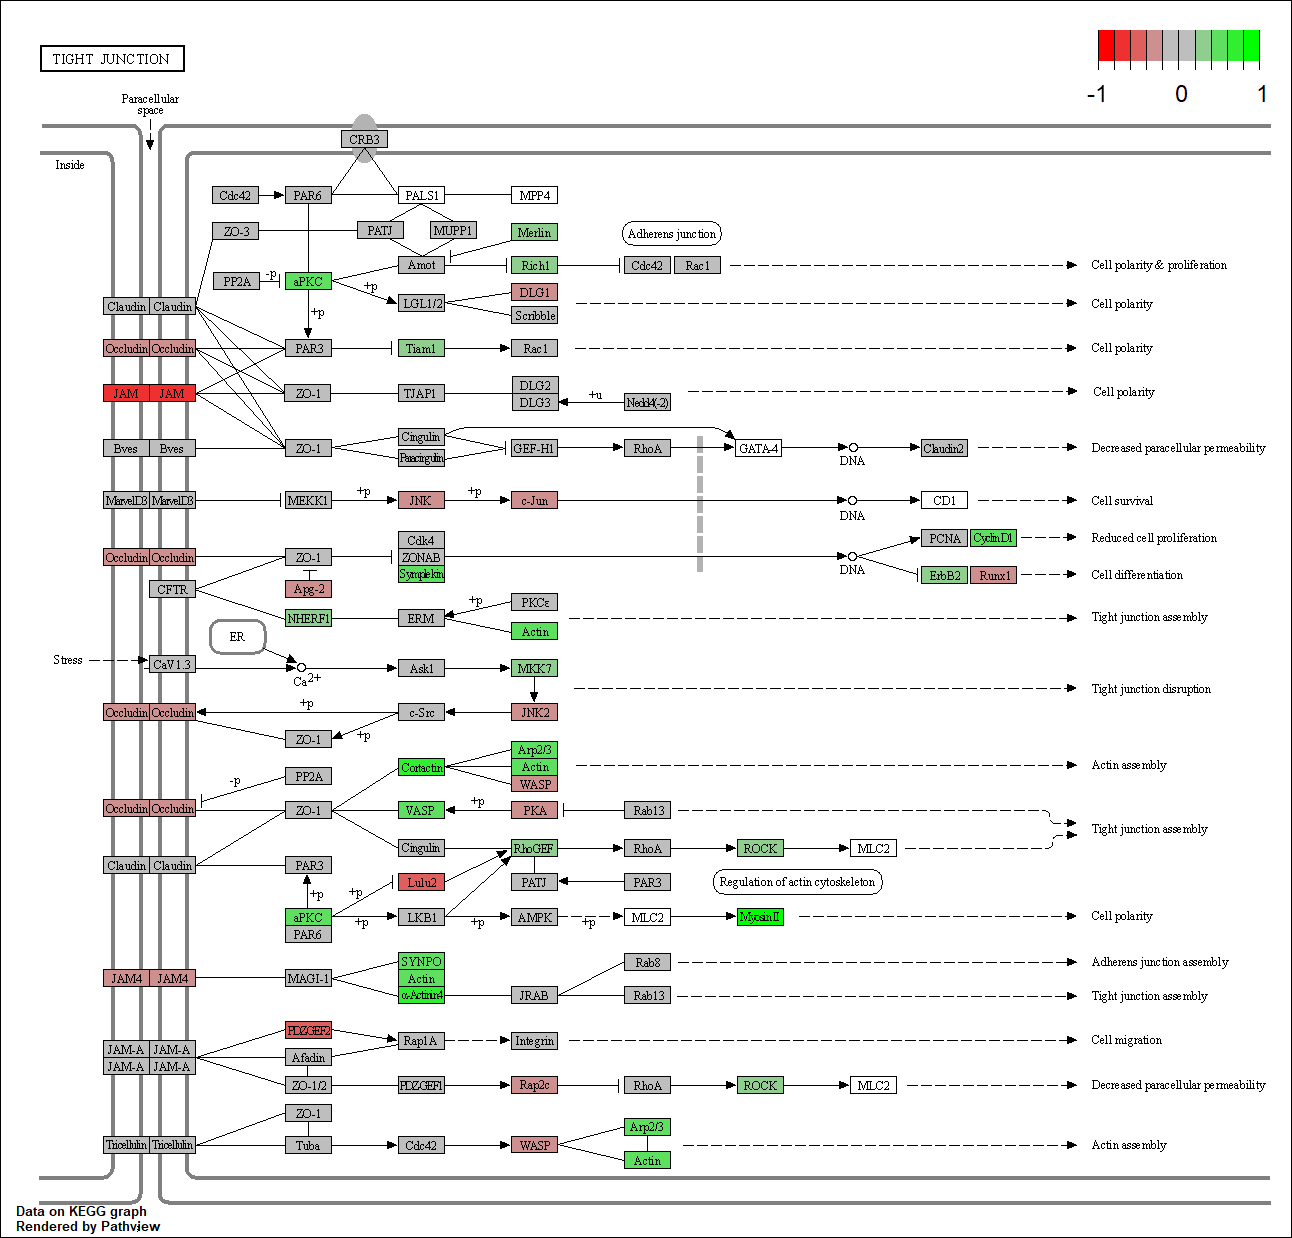 TIGHT JUNCTION
-1 0 1
Paracellular
space
Inside
CRB3
Cdc42 PAR6 PALS1 MPP4
ZO-3 PATJ MUPP1 Merlin Adherens junction
PP2A -p aPKC Amot Rich1 Cdc42 Rac1 Cell polarity & proliferation
+p LGL1/2 DLG1
Claudin Claudin +p Scribble Cell polarity
Occludin Occludin PAR3 Tiam1 Rac1 Cell polarity
JAM JAM ZO-1 TJAP1 DLG2 Cell polarity
DLG3 +u Nedd4(-2)
Bves Bves ZO-1 Cingulin GEF-H1 RhoA GATA-4 DNA Claudin2 Decreased paracellular permeability
Paracingulin
MarvelD3 MarvelD3 MEKK1 +p JNK +p c-Jun DNA CD1 Cell survival
Cdk4 PCNA CyclinD1 Reduced cell proliferation
Occludin Occludin ZO-1 ZONAB DNA
Symplekin ErbB2 Runx1 Cell differentiation
CFTR Apg-2 +p PKCε
NHERF1 ERM Actin Tight junction assembly
ER
Stress CaV1.3 Ca2+ Ask1 MKK7
Tight junction disruption
Occludin Occludin +p c-Src JNK2
ZO-1 +p
Arp2/3
PP2A -p Cortactin Actin Actin assembly
WASP
Occludin Occludin ZO-1 VASP +p PKA Rab13
Tight junction assembly
Cingulin RhoGEF RhoA ROCK MLC2
Claudin Claudin PAR3
+p +p Lulu2 PATJ PAR3 Regulation of actin cytoskeleton
aPKC +p LKB1 +p AMPK +p MLC2 Myosin II Cell polarity
PAR6
SYNPO Rab8 Adherens junction assembly
JAM4 JAM4 MAGI-1 Actin
α-Actinin4 JRAB Rab13 Tight junction assembly
PDZGEF2
JAM-A JAM-A Rap1A Integrin Cell migration
JAM-A JAM-A Afadin
ZO-1/2 PDZGEF1 Rap2c RhoA ROCK MLC2 Decreased paracellular permeability
ZO-1 Arp2/3
Tricellulin Tricellulin Tuba Cdc42 WASP Actin assembly
Actin
Data on KEGG graph
Rendered by Pathview